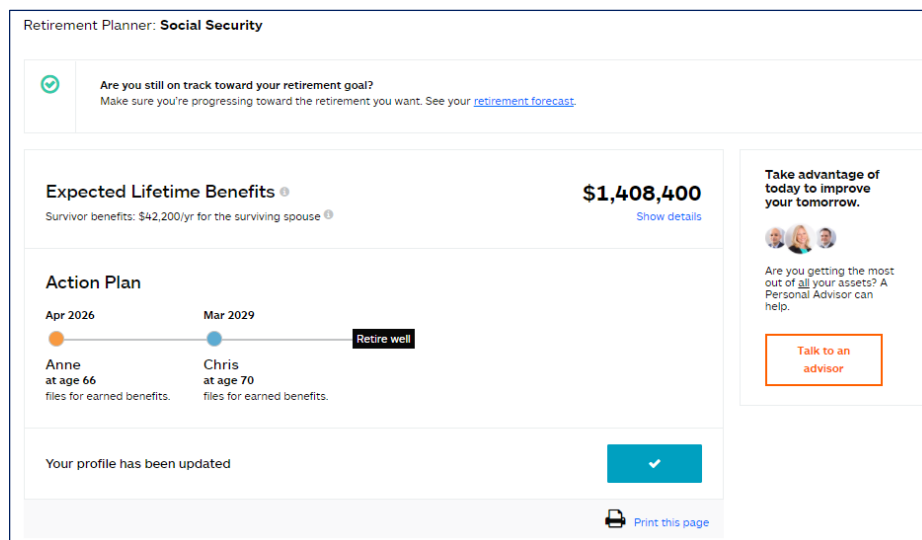 Retirement Planner: Social Security
Are you still on track toward your retirement goal?
Make sure you're progressing toward the retirement you want. See your retirement forecast.
Expected Lifetime Benefits
$1,408,400
Survivor benefits: $42,200/yr for the surviving spouse
Show details
Action Plan
Apr 2026
Mar 2029
Retire well
Anne
at age 66
files for earned benefits.
Chris
at age 70
files for earned benefits.
Your profile has been updated
Print this page
Take advantage of
today to improve
your tomorrow.
Are you getting the most
out of all your assets? A
Personal Advisor can
help.
Talk to an
advisor